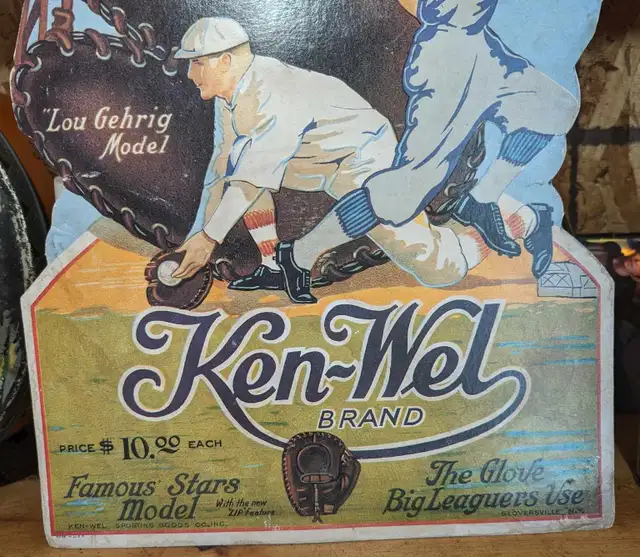 "Lou Gehrig
Model
Ken-Wel
BRAND
PRICE $ 10.00 EACH
Famous Stars
Model
With the new
ZIP feature
The Glove
Big Leaguers Use
KEN-WEL SPORTING GOODS CO. INC.
GLOVERSVILLE, N.Y.